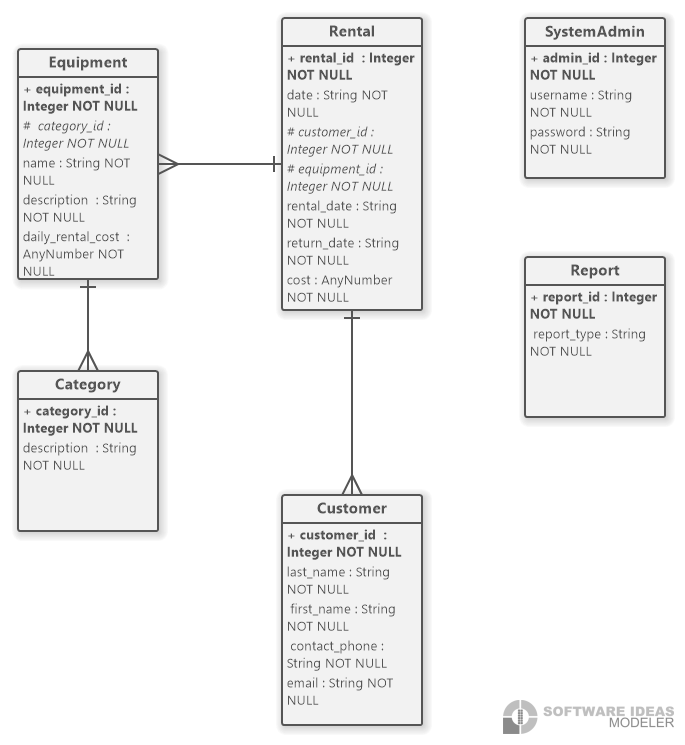 Equipment
+ equipment_id :
Integer NOT NULL
# category_id :
Integer NOT NULL
name : String NOT
NULL
description : String
NOT NULL
daily_rental_cost :
AnyNumber NOT
NULL
Rental
+ rental_id : Integer
NOT NULL
date : String NOT
NULL
# customer_id :
Integer NOT NULL
# equipment_id :
Integer NOT NULL
rental_date : String
NOT NULL
return_date : String
NOT NULL
cost : AnyNumber
NOT NULL
SystemAdmin
+ admin_id : Integer
NOT NULL
username : String
NOT NULL
password : String
NOT NULL
Report
+ report_id : Integer
NOT NULL
report_type : String
NOT NULL
Category
+ category_id :
Integer NOT NULL
description : String
NOT NULL
Customer
+ customer_id :
Integer NOT NULL
last_name : String
NOT NULL
first_name : String
NOT NULL
contact_phone :
String NOT NULL
email : String NOT
NULL
SOFTWARE IDEAS
MODELER